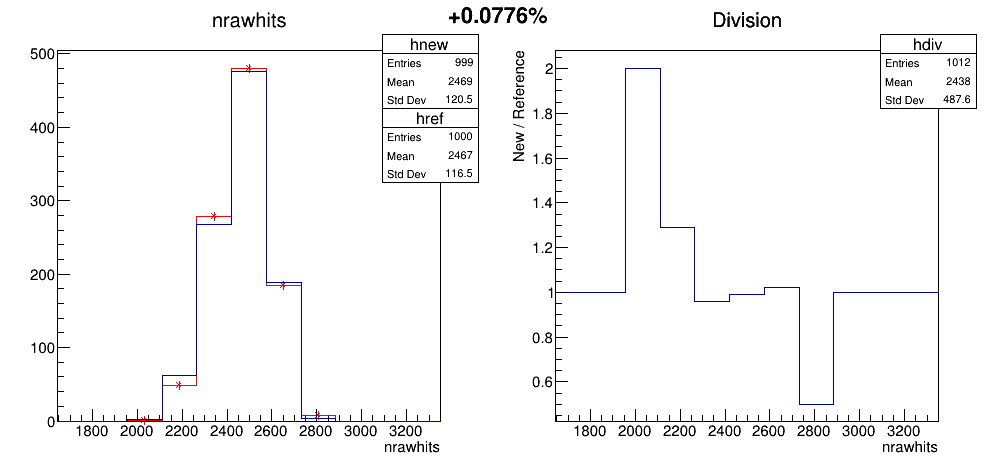 +0.0776%
nrawhits
hnew
Entries 999
Mean 2469
Std Dev 120.5
href
Entries 1000
Mean 2467
Std Dev 116.5
500
400
300
200
100
0
1800 2000 2200 2400 2600 2800 3000 3200
nrawhits
Division
hdiv
Entries 1012
Mean 2438
Std Dev 487.6
New / Reference
2
1.8
1.6
1.4
1.2
1
0.8
0.6
1800 2000 2200 2400 2600 2800 3000 3200
nrawhits